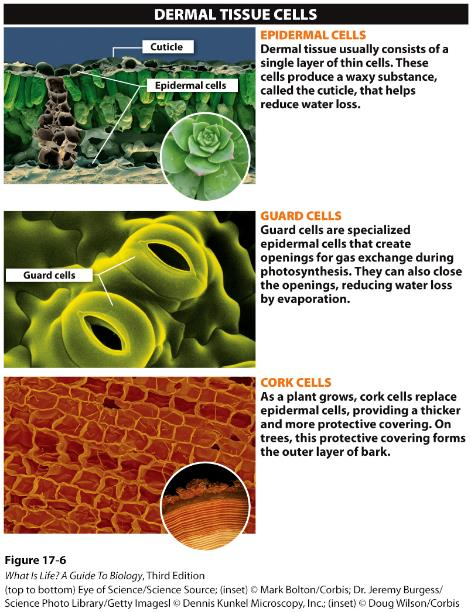 DERMAL TISSUE CELLS
Cuticle
Epidermal cells
EPIDERMAL CELLS
Dermal tissue usually consists of a
single layer of thin cells. These
cells produce a waxy substance,
called the cuticle, that helps
reduce water loss.
Guard cells
GUARD CELLS
Guard cells are specialized
epidermal cells that create
openings for gas exchange during
photosynthesis. They can also close
the openings, reducing water loss
by evaporation.
CORK CELLS
As a plant grows, cork cells replace
epidermal cells, providing a thicker
and more protective covering. On
trees, this protective covering forms
the outer layer of bark.
Figure 17-6
What Is Life? A Guide To Biology, Third Edition
(top to bottom) Eye of Science/Science Source; (inset) © Mark Bolton/Corbis; Dr. Jeremy Burgess/
Science Photo Library/Getty ImagesI © Dennis Kunkel Microscopy, Inc.; (inset) © Doug Wilson/Corbis